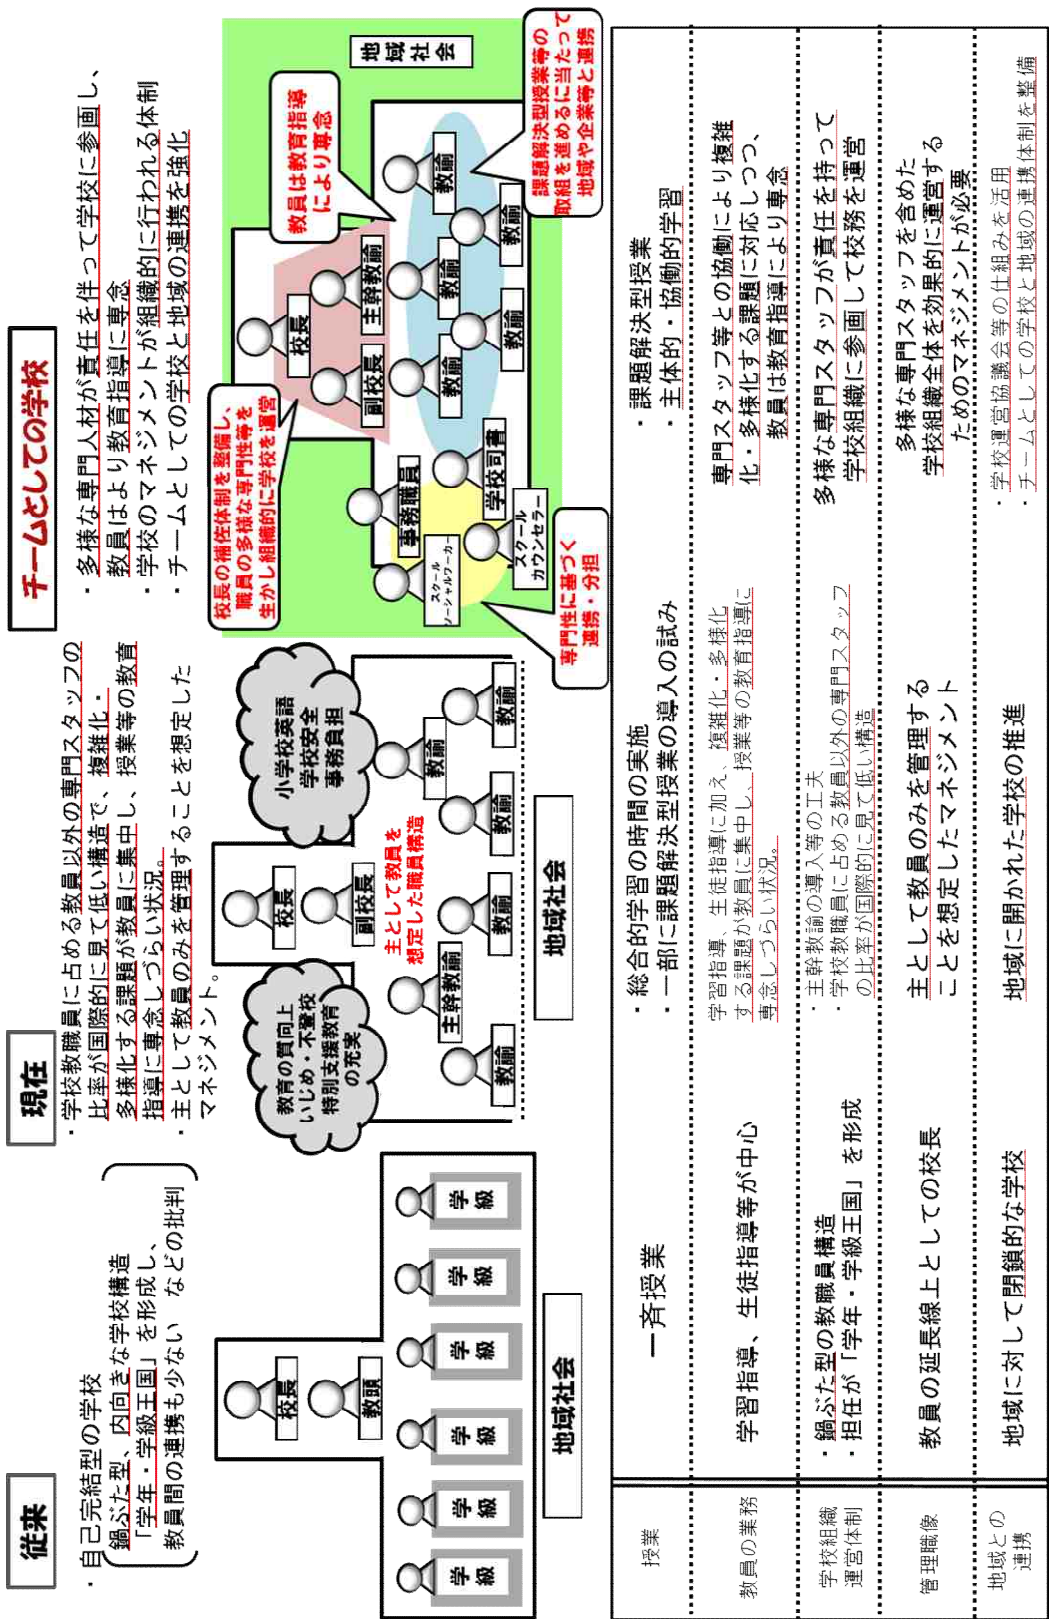 従来
・自己完結型の学校
鍋ぶた型、内向きな学校構造
「学年・学級王国」を形成し、
教員間の連携も少ない などの批判
校長
教頭
学級
学級
学級
学級
学級
学級
地域社会
現在
・学校教職員に占める教員以外の専門スタッフの
比率が国際的に見て低い構造で、複雑化・
多様化する課題が教員に集中し、授業等の教育
指導に専念しづらい状況。
・主として教員のみを管理することを想定した
マネジメント。
教育の質向上
いじめ・不登校
特別支援教育
の充実
小学校英語
学校安全
事務負担
校長
副校長
主として教員を
想定した職員構造
主幹教諭
教諭
教諭
教諭
教諭
教諭
地域社会
チームとしての学校
・多様な専門人材が責任を伴って学校に参画し、
教員はより教育指導に専念
・学校のマネジメントが組織的に行われる体制
・チームとしての学校と地域の連携を強化
校長の補佐体制を整備し、
職員の多様な専門性等を
生かし組織的に学校を運営
教員は教育指導
により専念
地域社会
校長
副校長
主幹教諭
事務職員
教諭
教諭
教諭
教諭
教諭
学校司書
スクール
ソーシャルワーカー
スクール
カウンセラー
専門性に基づく
連携・分担
課題解決型授業等の
取組を進めるに当たって
地域や企業等と連携
授業
一斉授業
・総合的学習の時間の実施
・一部に課題解決型授業の導入の試み
・課題解決型授業
・主体的・協働的学習
教員の業務
学習指導、生徒指導等が中心
学習指導、生徒指導に加え、複雑化・多様化
する課題が教員に集中し、授業等の教育指導に
専念しづらい状況。
専門スタッフ等との協働により複雑
化・多様化する課題に対応しつつ、
教員は教育指導により専念
学校組織
運営体制
・鍋ぶた型の教職員構造
・担任が「学年・学級王国」を形成
・主幹教諭の導入等の工夫
・学校教職員に占める教員以外の専門スタッフ
の比率が国際的に見て低い構造
多様な専門スタッフが責任を持って
学校組織に参画して校務を運営
管理職像
教員の延長線上としての校長
主として教員のみを管理する
ことを想定したマネジメント
多様な専門スタッフを含めた
学校組織全体を効果的に運営する
ためのマネジメントが必要
地域との
連携
地域に対して閉鎖的な学校
地域に開かれた学校の推進
・学校運営協議会等の仕組みを活用
・チームとしての学校と地域の連携体制を整備